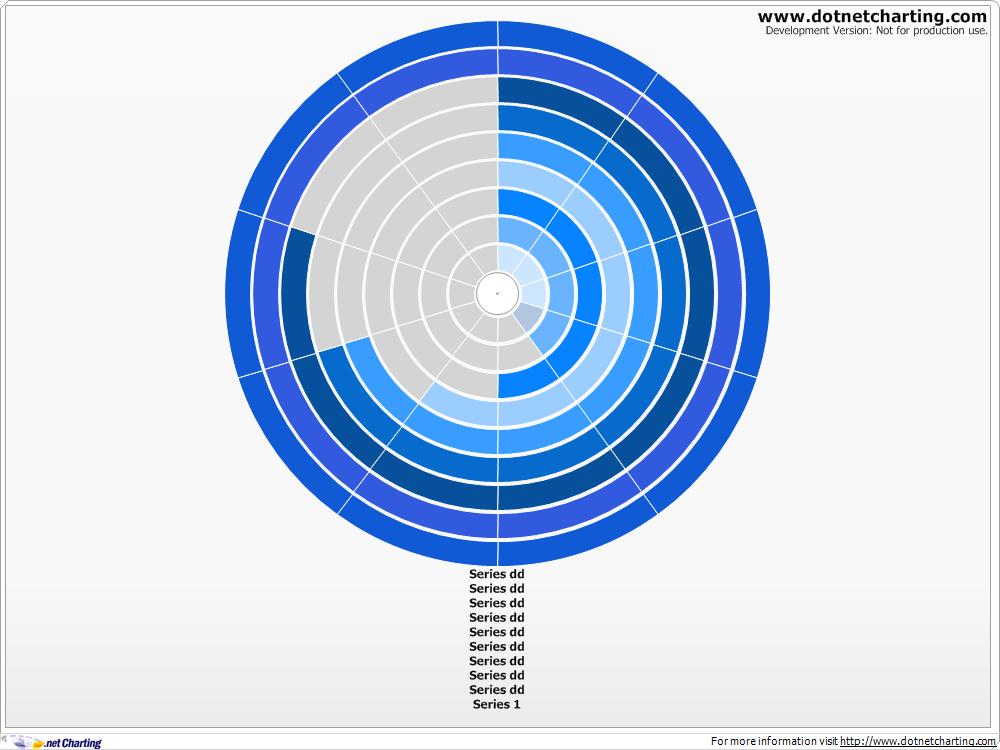 www.dotnetcharting.com
Development Version: Not for production use.
Series dd
Series dd
Series dd
Series dd
Series dd
Series dd
Series dd
Series dd
Series dd
Series 1
.net Charting
For more information visit http://www.dotnetcharting.com